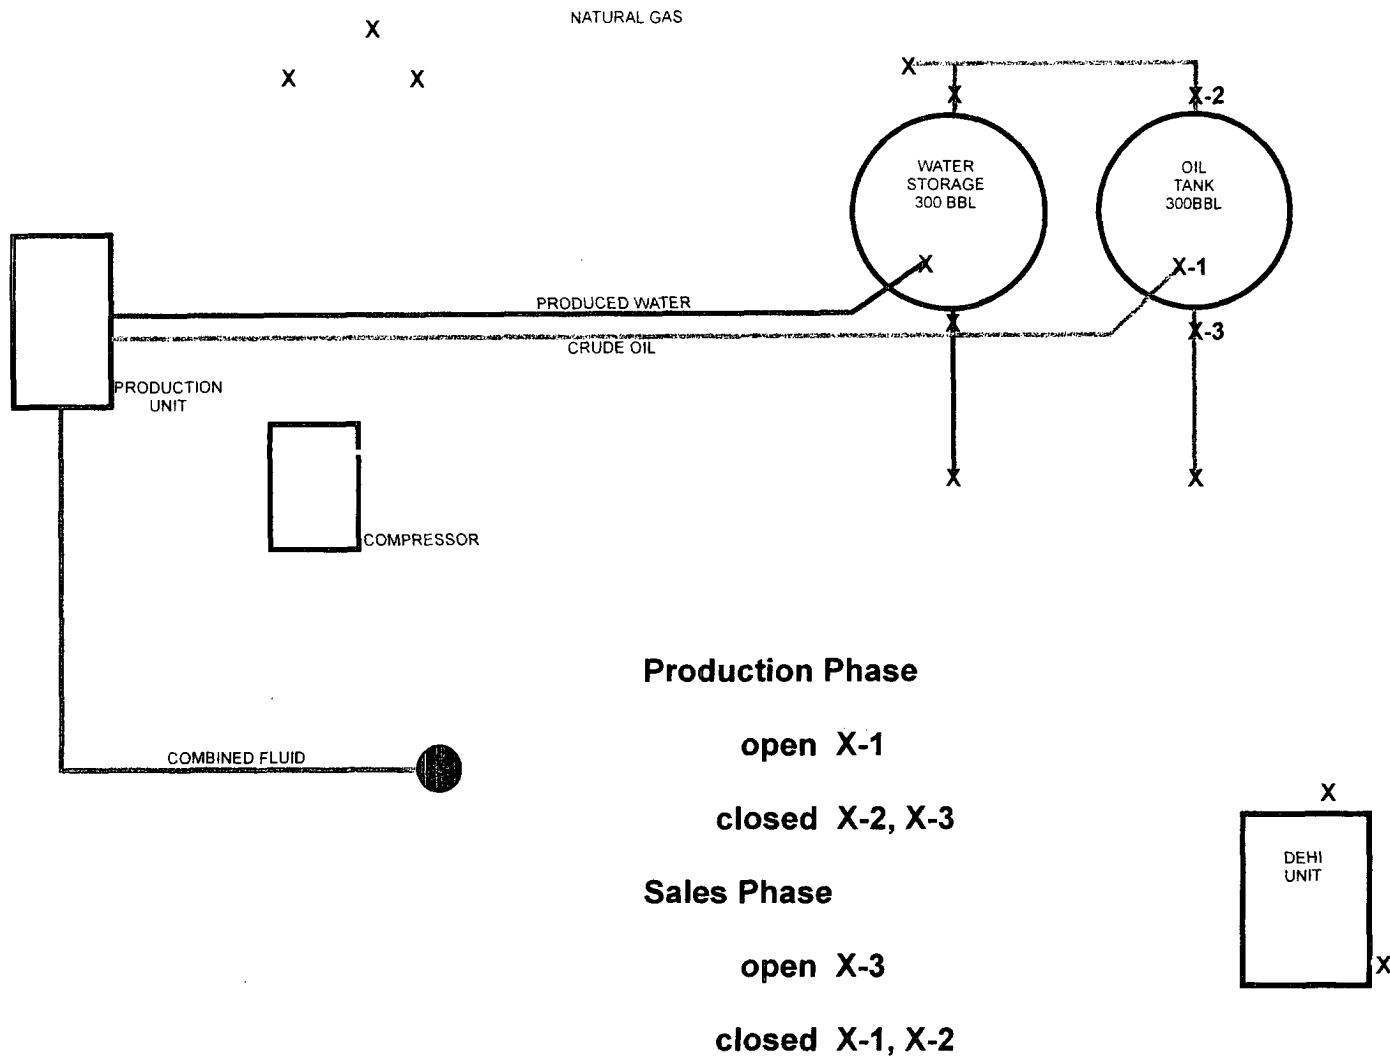 NATURAL GAS
X
X
X
X
X
X-2
WATER
STORAGE
300 BBL
OIL
TANK
300BBL
X
X-1
PRODUCED WATER
X
X-3
CRUDE OIL
PRODUCTION
UNIT
X
X
COMPRESSOR
Production Phase
open X-1
COMBINED FLUID
closed X-2, X-3
X
DEHI
UNIT
Sales Phase
open X-3
X
closed X-1, X-2